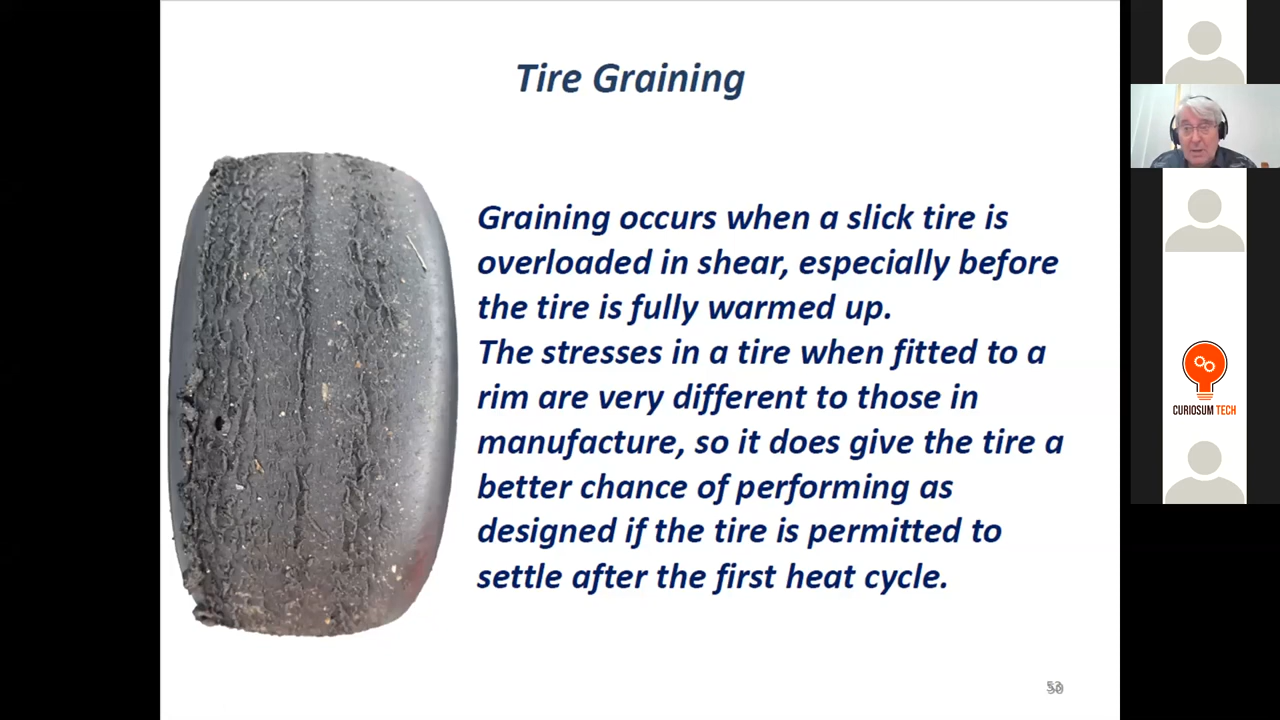 Tire Graining
Graining occurs when a slick tire is
overloaded in shear, especially before
the tire is fully warmed up.
The stresses in a tire when fitted to a
rim are very different to those in
manufacture, so it does give the tire a
better chance of performing as
designed if the tire is permitted to
settle after the first heat cycle.
CURIOSUM TECH